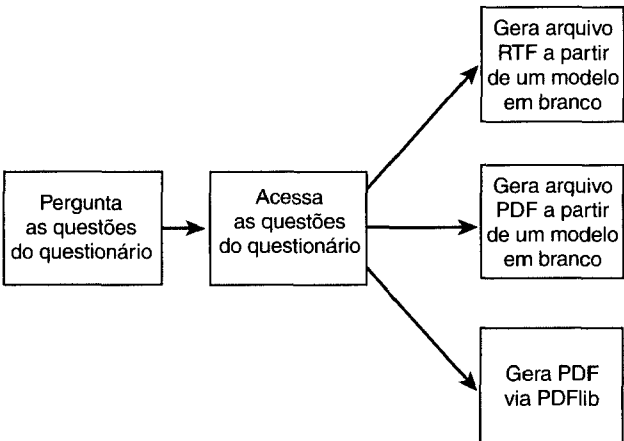 Pergunta
as questões
do questionário
Acessa
as questões
do questionário
Gera arquivo
RTF a partir
de um modelo
em branco
Gera arquivo
PDF a partir
de um modelo
em branco
Gera PDF
via PDFlib